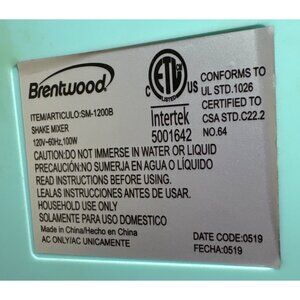 Brentwood®
ITEM/ARTICULO:SM-1200B
SHAKE MIXER
120V~60Hz,100W
C ETL US
LISTED
Intertek
5001642
CONFORMS TO
UL STD.1026
CERTIFIED TO
CSA STD.C22.2
NO.64
CAUTION:DO NOT IMMERSE IN WATER OR LIQUID
PRECAUCIÓN:NO SUMERJA EN AGUA O LÍQUIDO
READ INSTRUCTIONS BEFORE USING.
LEALAS INSTRUCCIONES ANTES DE USAR.
HOUSEHOLD USE ONLY
SOLAMENTE PARA USO DOMESTICO
Made in China/Hecho en China
AC ONLY/AC UNICAMENTE
DATE CODE:0519
FECHA:0519